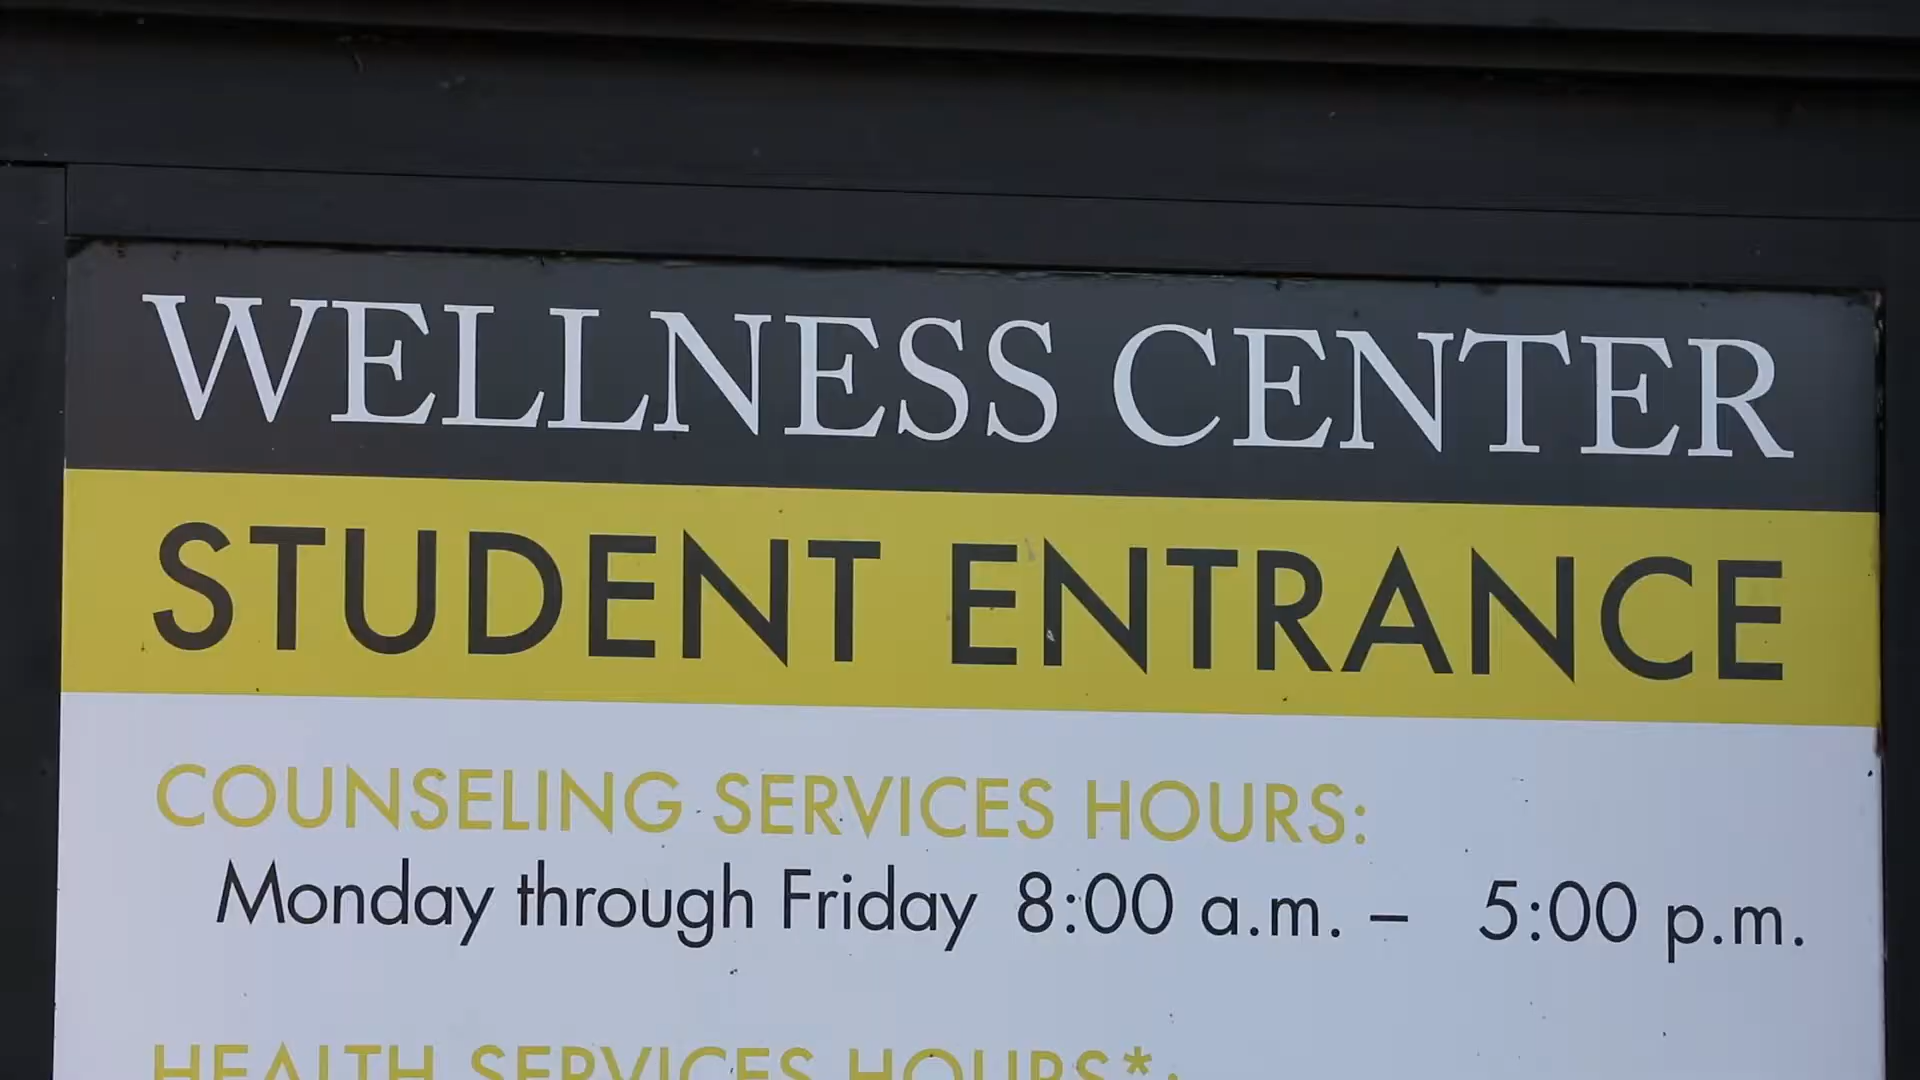 WELLNESS CENTER
STUDENT ENTRANCE
COUNSELING SERVICES HOURS:
Monday through Friday 8:00 a.m. – 5:00 p.m.
HEALTH SERVICES HOURS*: